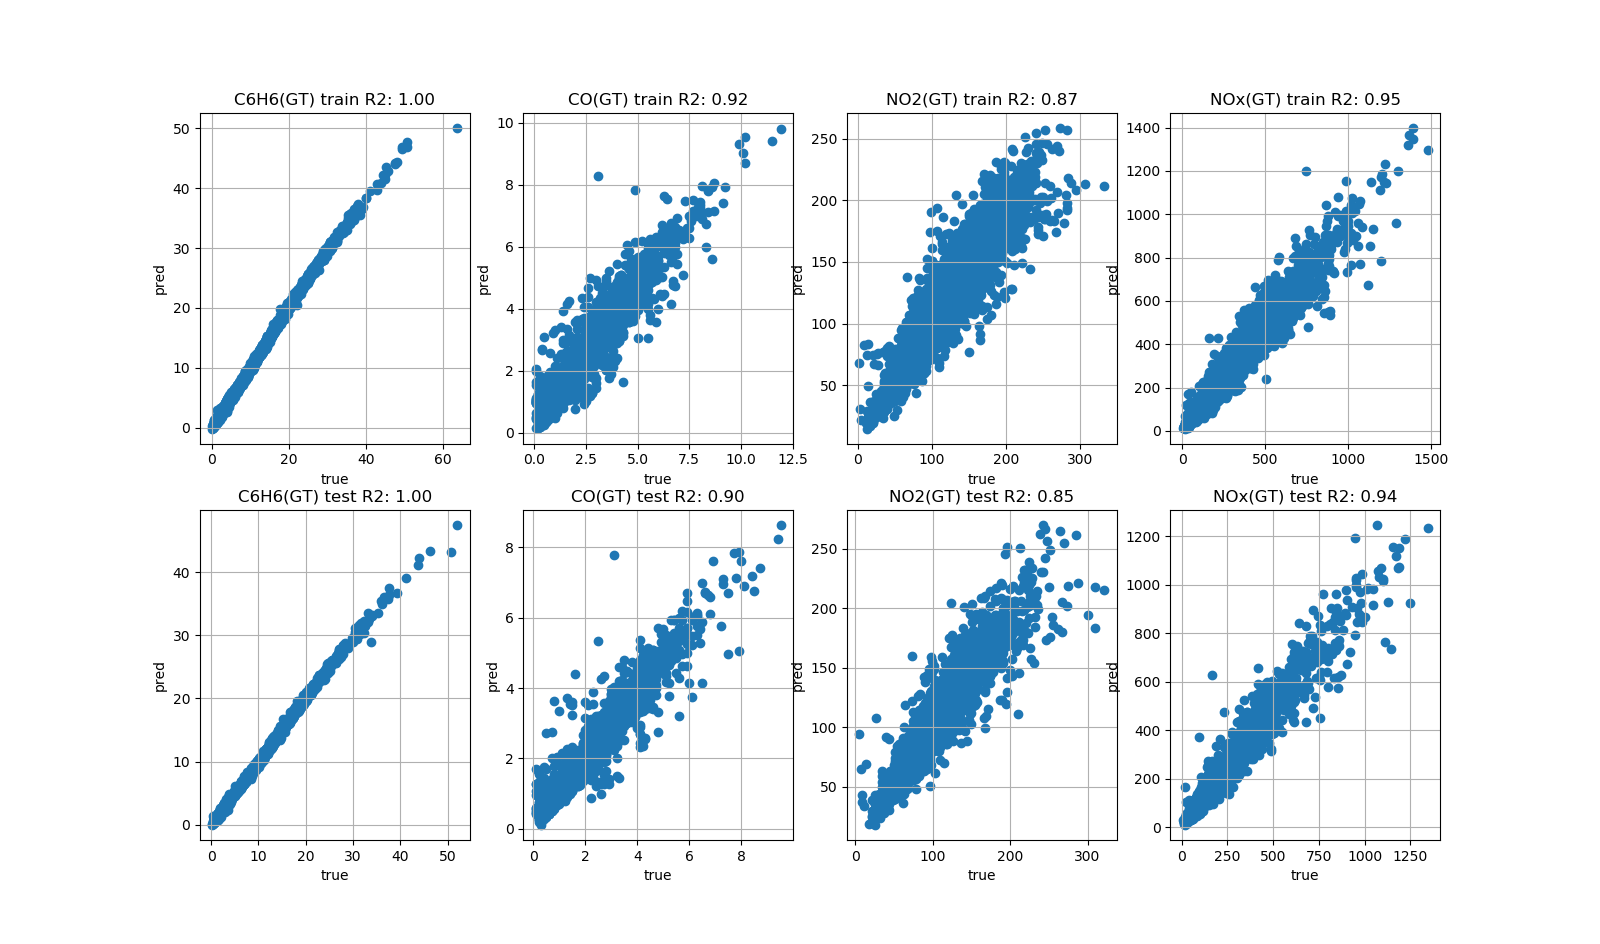 C6H6(GT) train R2: 1.00
CO(GT) train R2: 0.92
NO2(GT) train R2: 0.87
NOx(GT) train R2: 0.95
pred
50
40
30
20
10
0
0 20 40 60
true
pred
10
8
6
4
2
0
0.0 2.5 5.0 7.5 10.0 12.5
true
pred
250
200
150
100
50
0 100 200 300
true
pred
1400
1200
1000
800
600
400
200
0
0 500 1000 1500
true
C6H6(GT) test R2: 1.00
CO(GT) test R2: 0.90
NO2(GT) test R2: 0.85
NOx(GT) test R2: 0.94
pred
40
30
20
10
0
0 10 20 30 40 50
true
pred
8
6
4
2
0
0 2 4 6 8
true
pred
250
200
150
100
50
0 100 200 300
true
pred
1200
1000
800
600
400
200
0
0 250 500 750 1000 1250
true